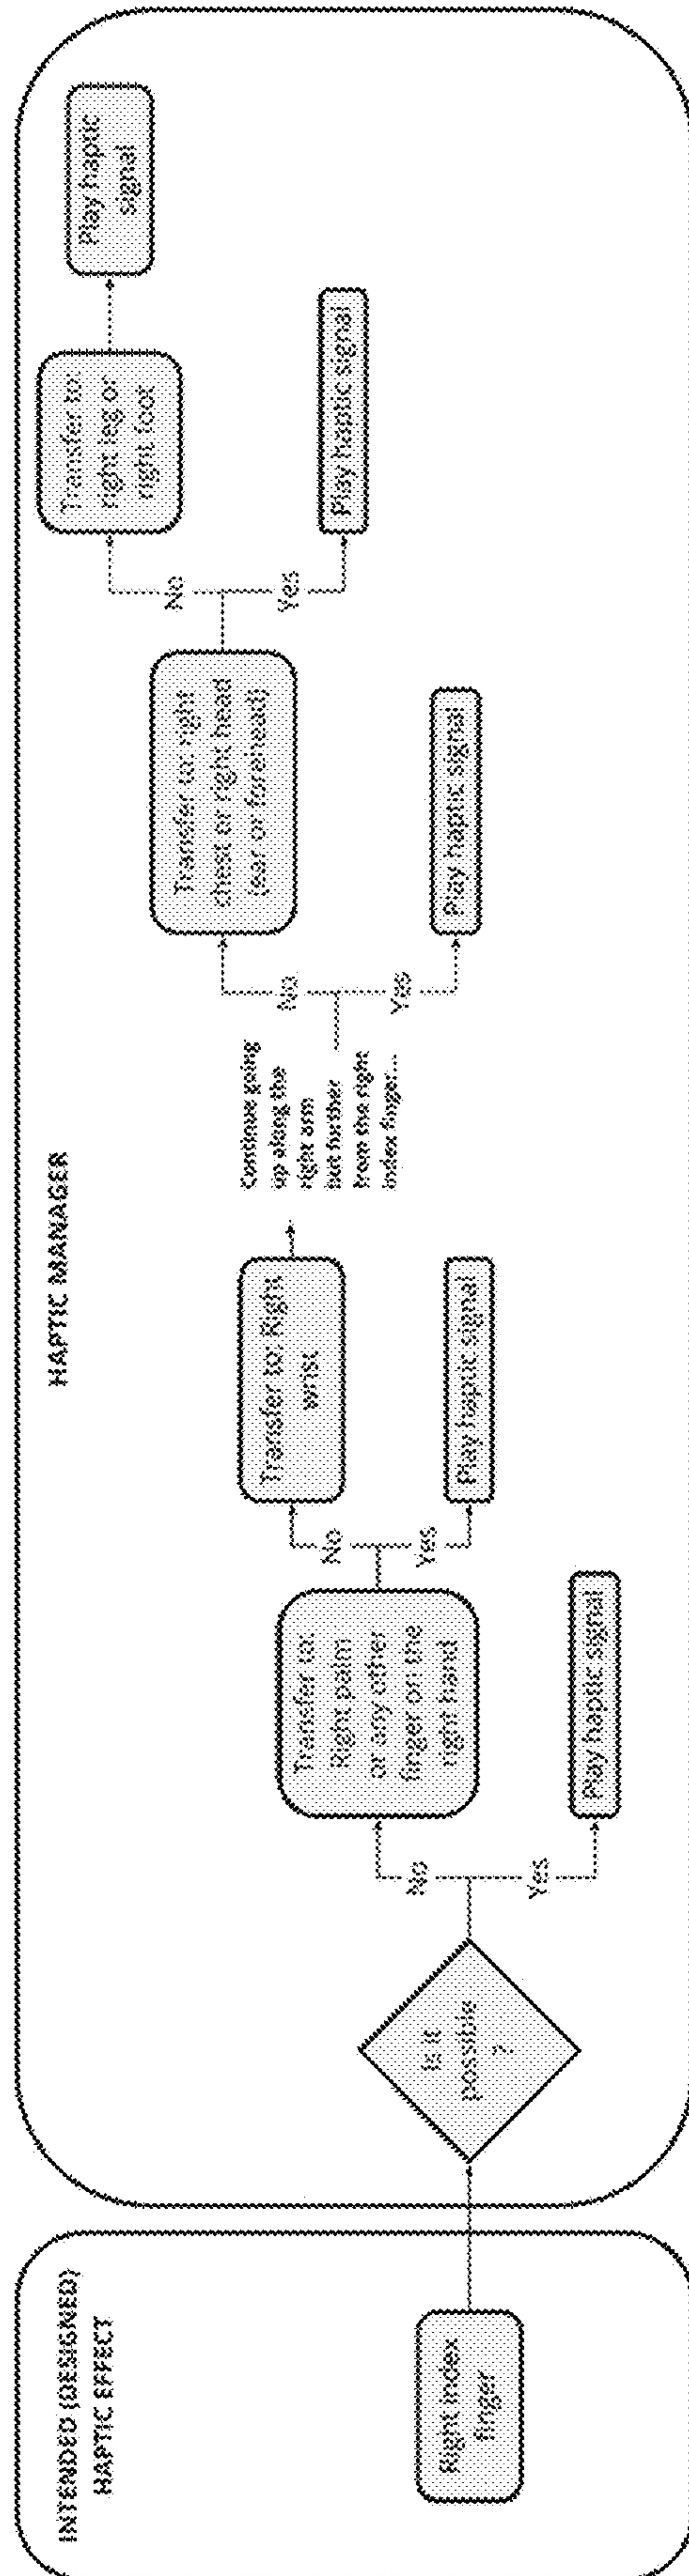 INTENDED (DESIGNED)
HAPTIC EFFECT
Right index
finger
HAPTIC MANAGER
Is it
possible
?
No
Yes
Play haptic signal
Transfer to:
Right palm
or any other
finger on the
right hand
No
Yes
Play haptic signal
Transfer to: Right
wrist
Continue going
up along the
right arm
but further
from the right
index finger...
No
Yes
Play haptic signal
Transfer to: right
chest or right head
(ear or forehead)
No
Yes
Play haptic signal
Transfer to:
right leg or
right foot
Play haptic
signal